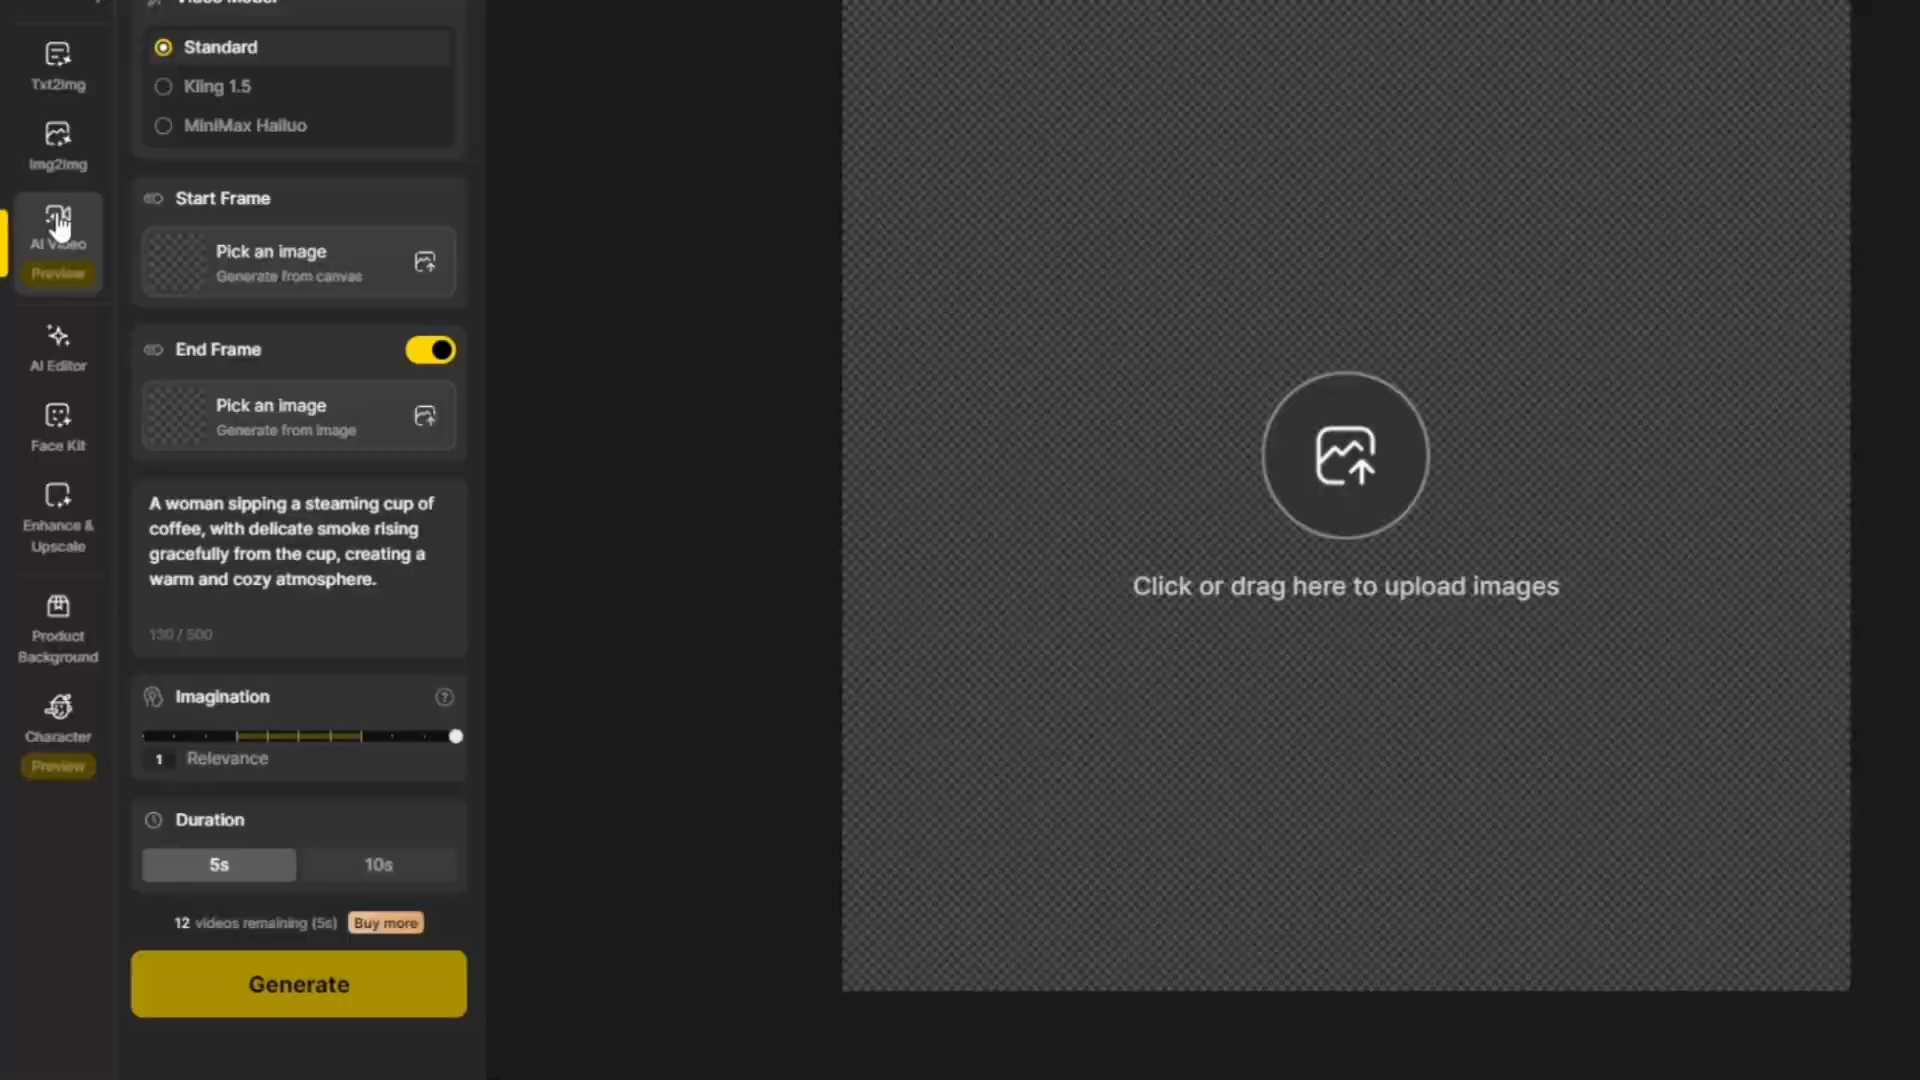 Txt2Img
Img2Img
AI Video
Preview
AI Editor
Face Kit
Enhance &
Upscale
Product
Background
Character
Preview
Video Model
Standard
Kling 1.5
MiniMax Hailuo
Start Frame
Pick an image
Generate from canvas
End Frame
Pick an image
Generate from image
A woman sipping a steaming cup of
coffee, with delicate smoke rising
gracefully from the cup, creating a
warm and cozy atmosphere.
130 / 500
Imagination
1 Relevance
Duration
5s 10s
12 videos remaining (5s) Buy more
Generate
Click or drag here to upload images